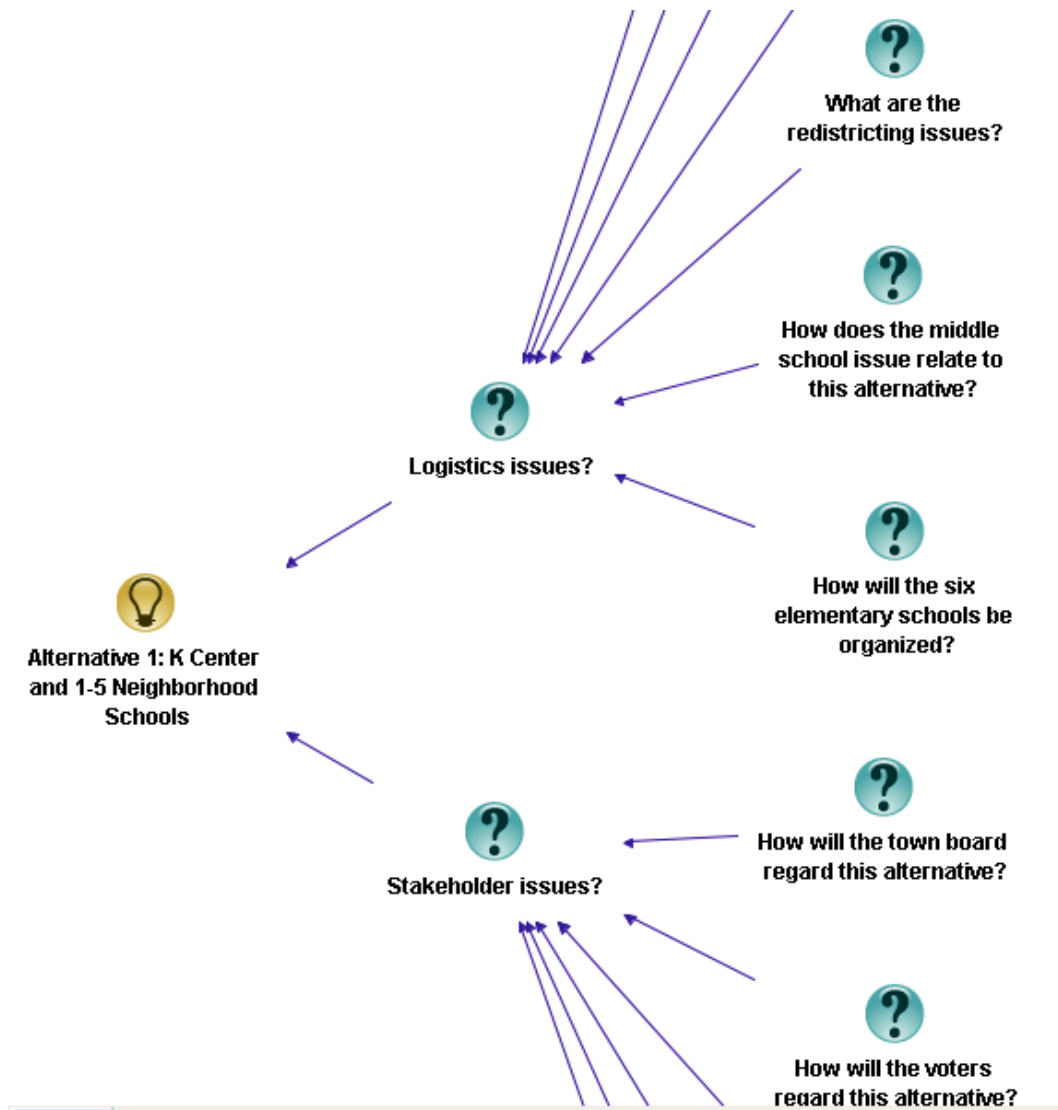 What are the
redistricting issues?
How does the middle
school issue relate to
this alternative?
Logistics issues?
How will the six
elementary schools be
organized?
Alternative 1: K Center
and 1-5 Neighborhood
Schools
How will the town board
regard this alternative?
Stakeholder issues?
How will the voters
regard this alternative?